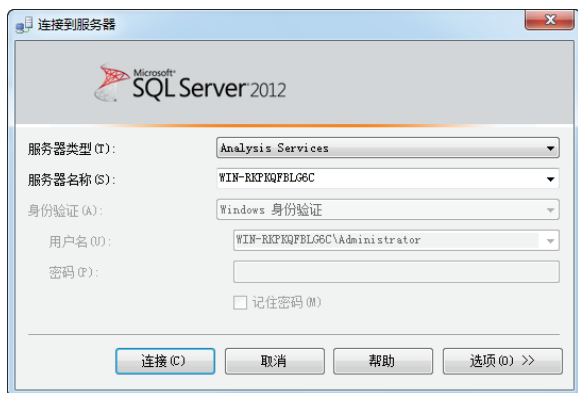 连接到服务器
Microsoft
SQL Server 2012
服务器类型(T): Analysis Services
服务器名称(S): WIN-RKPKQFBLG6C
身份验证(A): Windows 身份验证
用户名(U): WIN-RKPKQFBLG6C\Administrator
密码(P):
记住密码(M)
连接(C) 取消 帮助 选项(O) >>